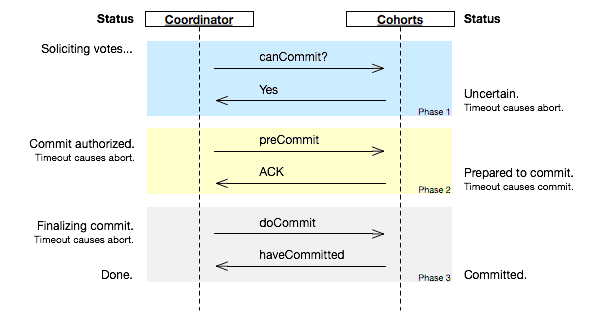 Status Coordinator Cohorts Status
Soliciting votes...
canCommit?
Yes
Uncertain.
Timeout causes abort.
Phase 1
Commit authorized.
Timeout causes abort.
preCommit
ACK
Prepared to commit.
Timeout causes commit.
Phase 2
Finalizing commit.
Timeout causes abort.
doCommit
haveCommitted
Done.
Committed.
Phase 3